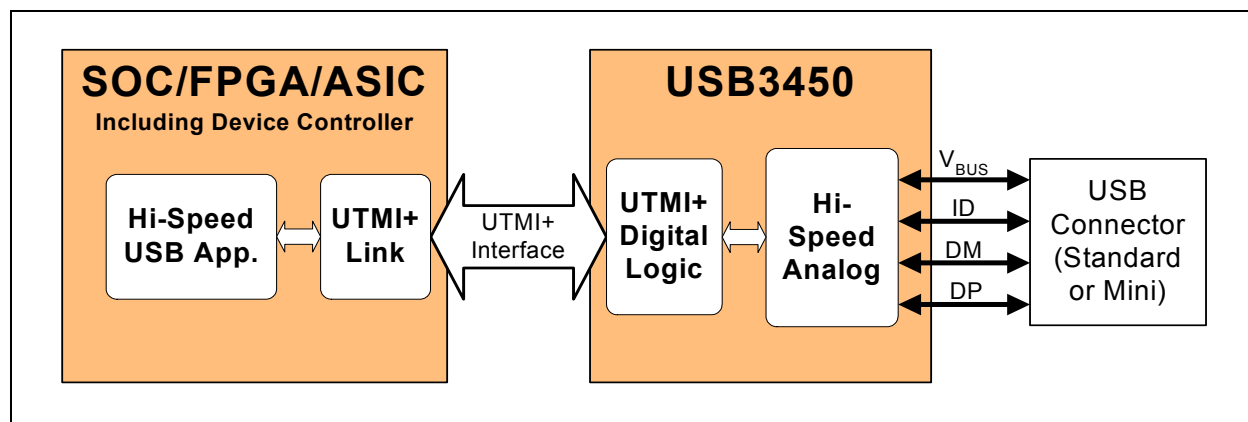 SOC/FPGA/ASIC
Including Device Controller
Hi-Speed
USB App.
UTMI+
Link
UTMI+
Interface
USB3450
UTMI+
Digital
Logic
Hi-
Speed
Analog
VBUS
ID
DM
DP
USB
Connector
(Standard
or Mini)